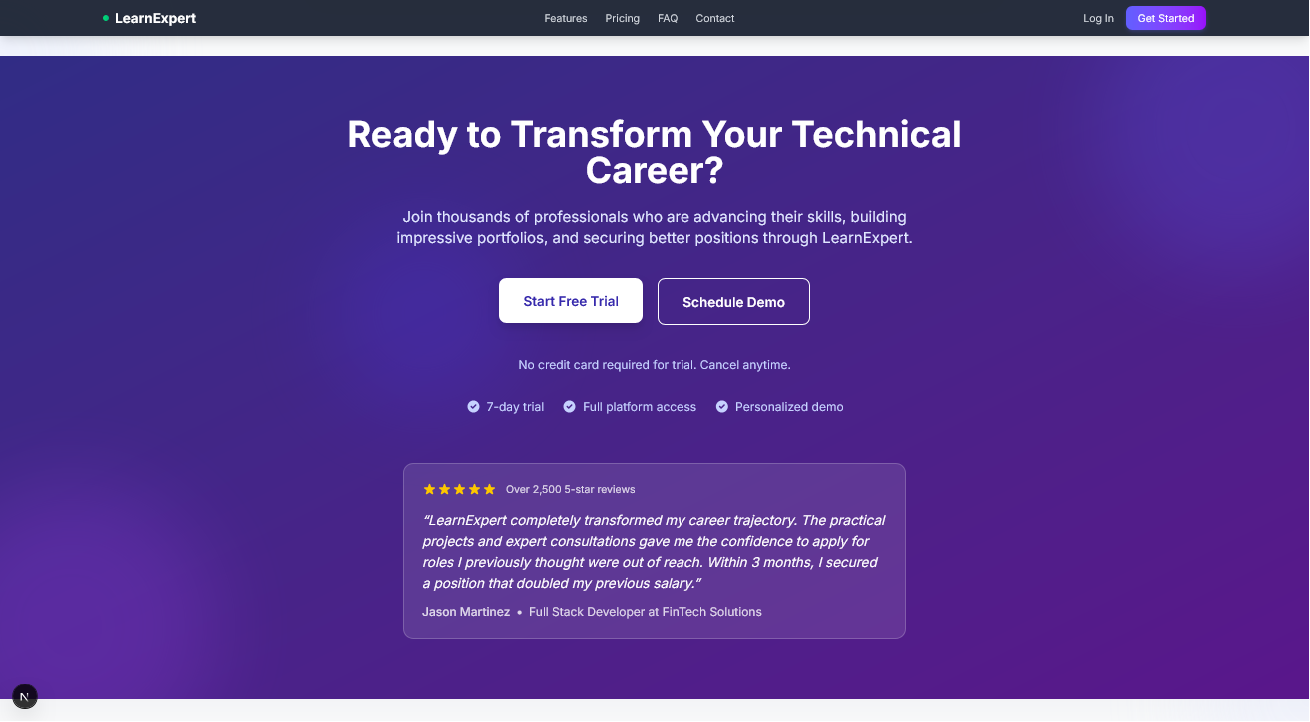 LearnExpert
Features Pricing FAQ Contact
Log In Get Started
Ready to Transform Your Technical
Career?
Join thousands of professionals who are advancing their skills, building
impressive portfolios, and securing better positions through LearnExpert.
Start Free Trial Schedule Demo
No credit card required for trial. Cancel anytime.
7-day trial Full platform access Personalized demo
Over 2,500 5-star reviews
“LearnExpert completely transformed my career trajectory. The practical
projects and expert consultations gave me the confidence to apply for
roles I previously thought were out of reach. Within 3 months, I secured
a position that doubled my previous salary.”
Jason Martinez • Full Stack Developer at FinTech Solutions
N